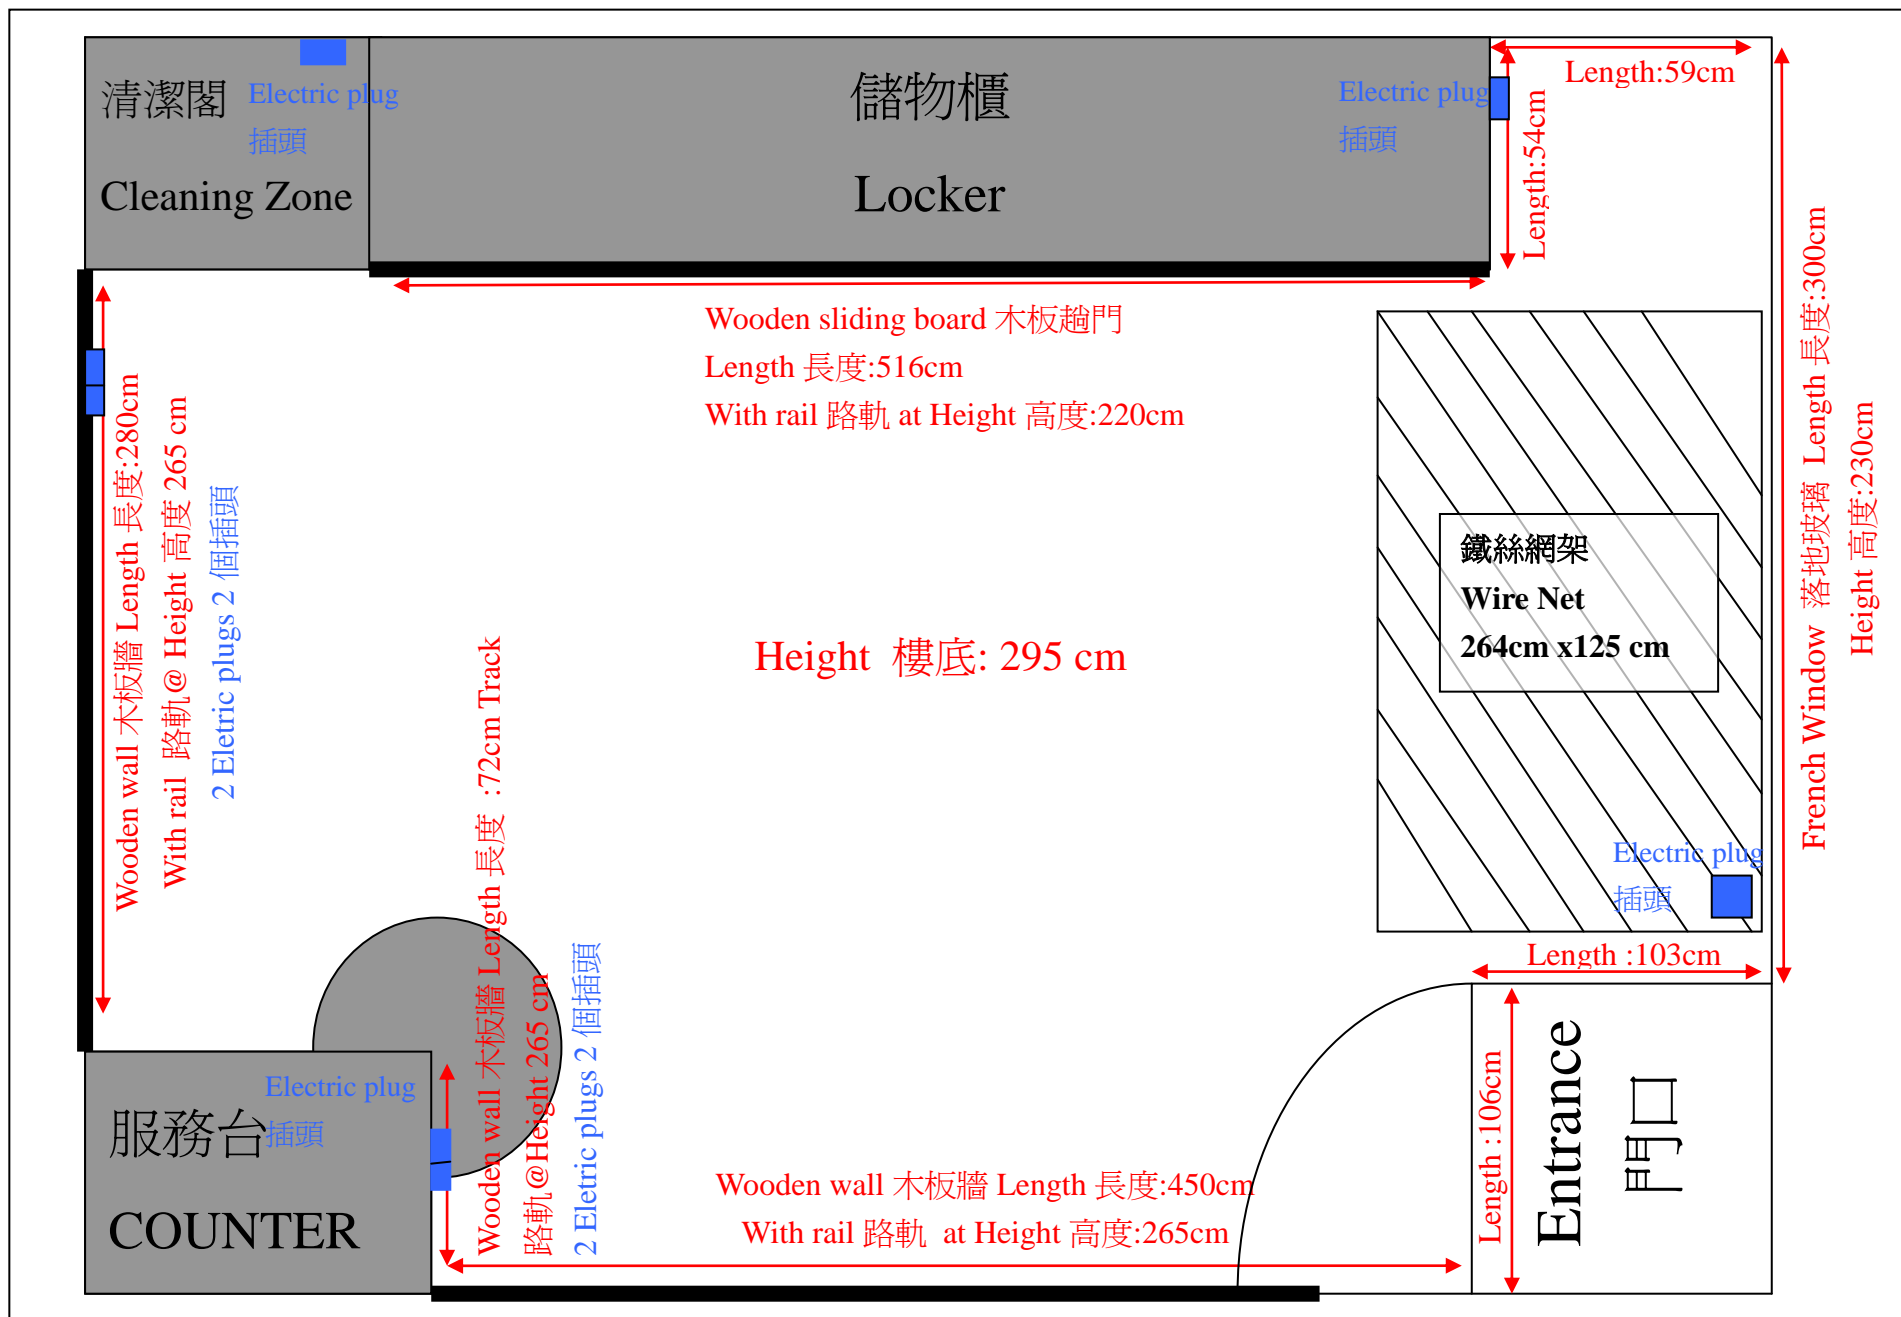 清潔閣
Electric plug
插頭
Cleaning Zone
儲物櫃
Locker
Electric plug
插頭
Length:59cm
Length:54cm
Wooden sliding board 木板趟門
Length 長度:516cm
With rail 路軌 at Height 高度:220cm
Wooden wall 木板牆 Length 長度:280cm
With rail 路軌@ Height 高度 265 cm
2 Eletric plugs 2 個插頭
Height 樓底: 295 cm
鐵絲網架
Wire Net
264cm x125 cm
Electric plug
插頭
French Window 落地玻璃 Length 長度:300cm
Height 高度:230cm
Length :103cm
Wooden wall 木板牆 Length 長度 :72cm Track
路軌@Height 265 cm
2 Eletric plugs 2 個插頭
Electric plug
插頭
服務台
COUNTER
Wooden wall 木板牆 Length 長度:450cm
With rail 路軌 at Height 高度:265cm
Length :106cm
Entrance
門口